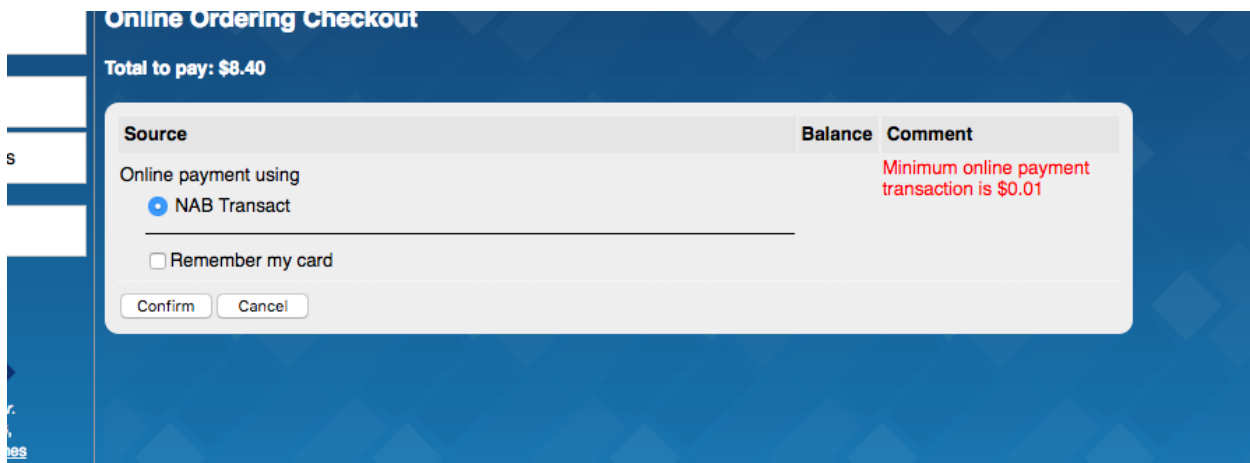 Online Ordering Checkout
Total to pay: $8.40
Source Balance Comment
Online payment using
Minimum online payment
transaction is $0.01
NAB Transact
Remember my card
Confirm Cancel
s
r.